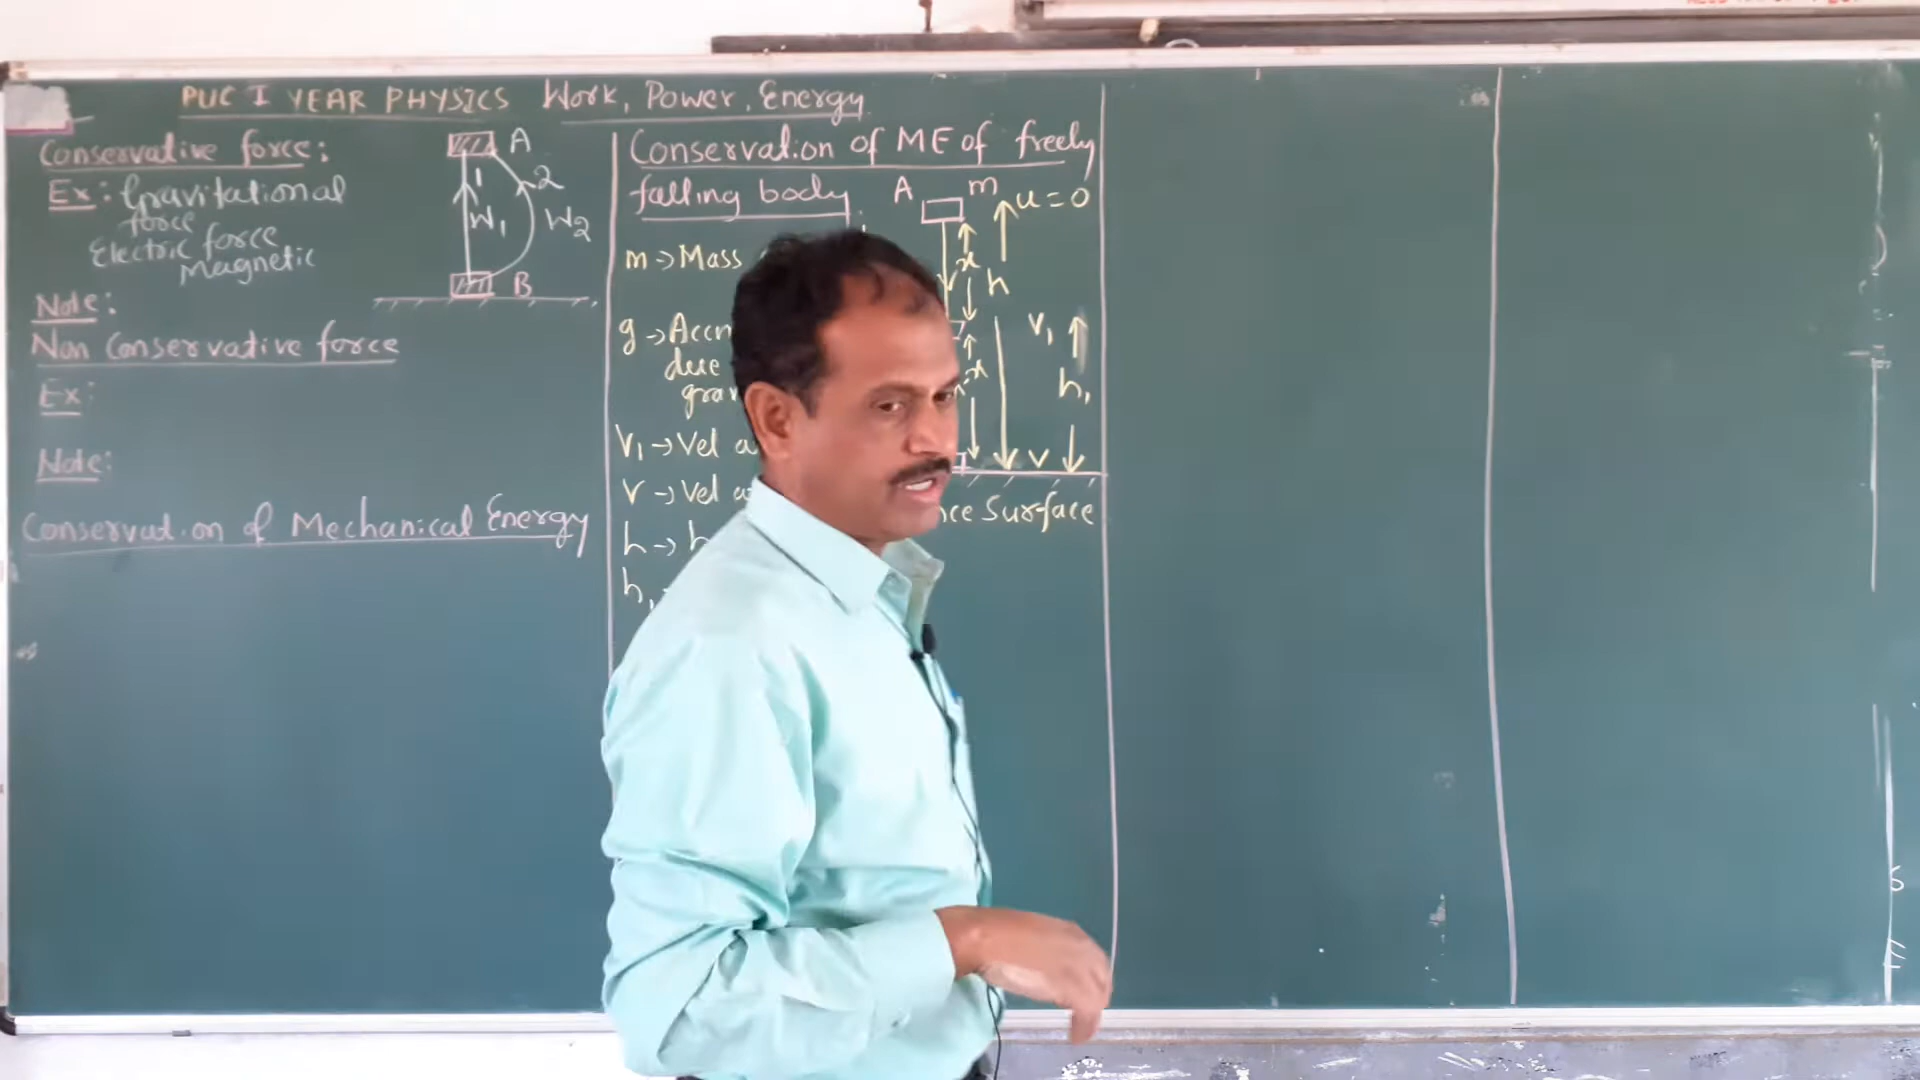 PUC I YEAR PHYSICS Work, Power, Energy
Conservative force:
Ex: Gravitational
force
Electric force
Magnetic
A
1
2
W1
W2
B
Note:
Non Conservative force
Ex:
Note:
Conservation of Mechanical Energy
Conservation of ME of freely
falling body
A m u=0
m → Mass
x
h
g → Accn
due
V1
x
h1
V1 → Vel
V → Vel
V
Surface
h → h
h1